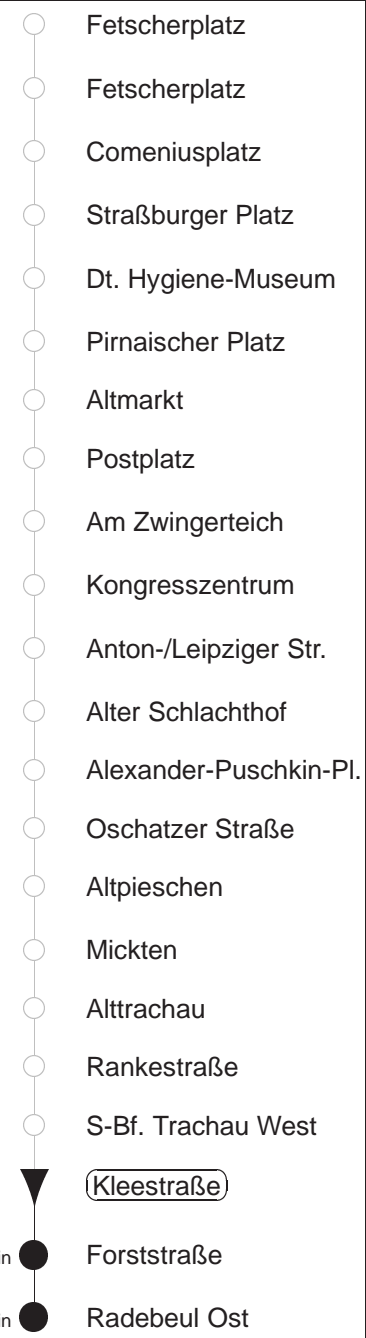 Fetscherplatz
Fetscherplatz
Comeniusplatz
Straßburger Platz
Dt. Hygiene-Museum
Pirnaischer Platz
Altmarkt
Postplatz
Am Zwingerteich
Kongresszentrum
Anton-/Leipziger Str.
Alter Schlachthof
Alexander-Puschkin-Pl.
Oschatzer Straße
Altpieschen
Mickten
Alttrachau
Rankestraße
S-Bf. Trachau West
Kleestraße
Forststraße
Radebeul Ost